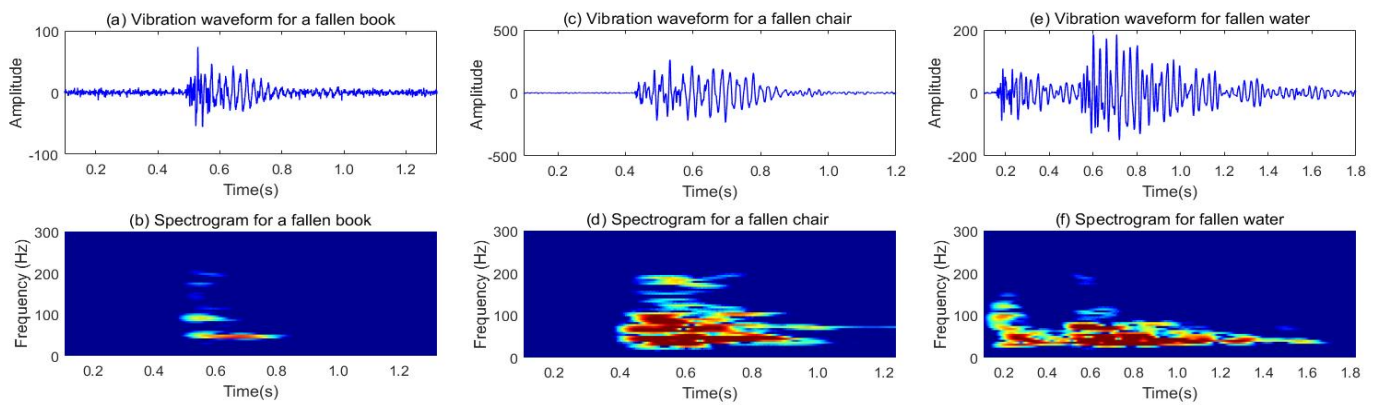 (a) Vibration waveform for a fallen book
100
0
-100
Amplitude
0.2 0.4 0.6 0.8 1.0 1.2
Time(s)
(b) Spectrogram for a fallen book
300
200
100
0
Frequency (Hz)
0.2 0.4 0.6 0.8 1.0 1.2
Time(s)
(c) Vibration waveform for a fallen chair
500
0
-500
Amplitude
0.2 0.4 0.6 0.8 1.0 1.2
Time(s)
(d) Spectrogram for a fallen chair
300
200
100
0
Frequency (Hz)
0.2 0.4 0.6 0.8 1.0 1.2
Time(s)
(e) Vibration waveform for fallen water
200
0
-200
Amplitude
0.2 0.4 0.6 0.8 1.0 1.2 1.4 1.6 1.8
Time(s)
(f) Spectrogram for fallen water
300
200
100
0
Frequency (Hz)
0.2 0.4 0.6 0.8 1.0 1.2 1.4 1.6 1.8
Time(s)